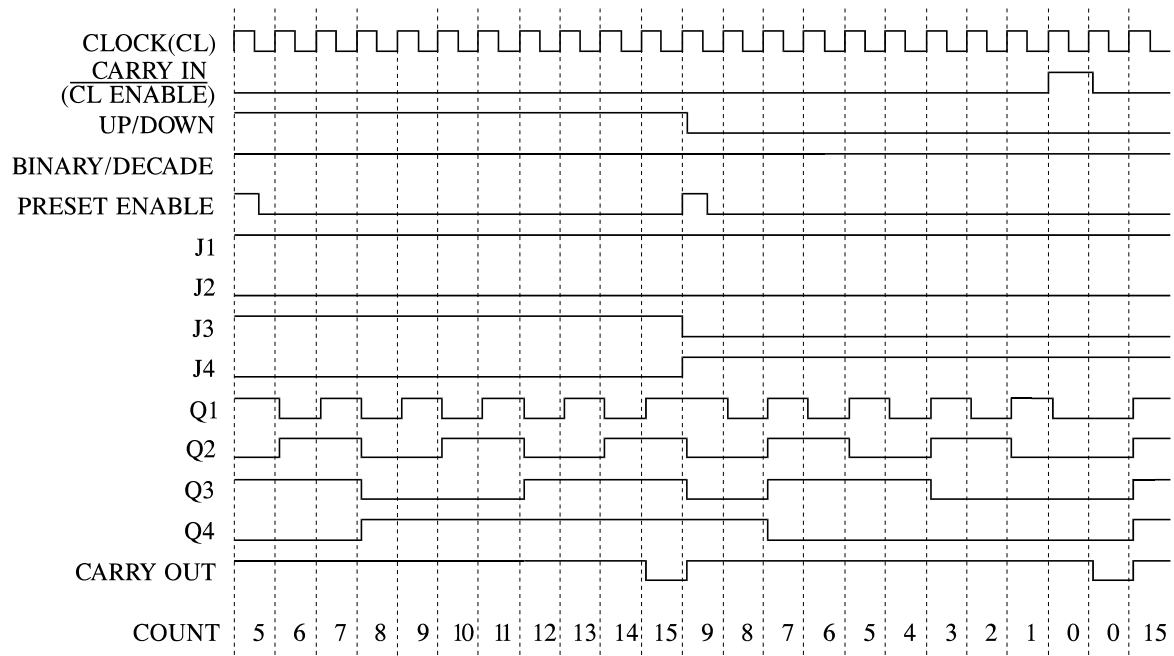 CLOCK(CL)
CARRY IN
(CL ENABLE)
UP/DOWN
BINARY/DECADE
PRESET ENABLE
J1
J2
J3
J4
Q1
Q2
Q3
Q4
CARRY OUT
COUNT 5 6 7 8 9 10 11 12 13 14 15 9 8 7 6 5 4 3 2 1 0 0 15